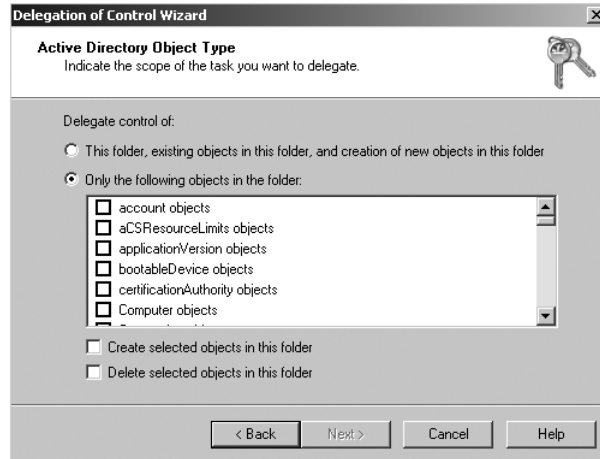 Delegation of Control Wizard
Active Directory Object Type
Indicate the scope of the task you want to delegate.
Delegate control of:
This folder, existing objects in this folder, and creation of new objects in this folder
Only the following objects in the folder:
account objects
aCSResourceLimits objects
applicationVersion objects
bootableDevice objects
certificationAuthority objects
Computer objects
Create selected objects in this folder
Delete selected objects in this folder
< Back Next > Cancel Help